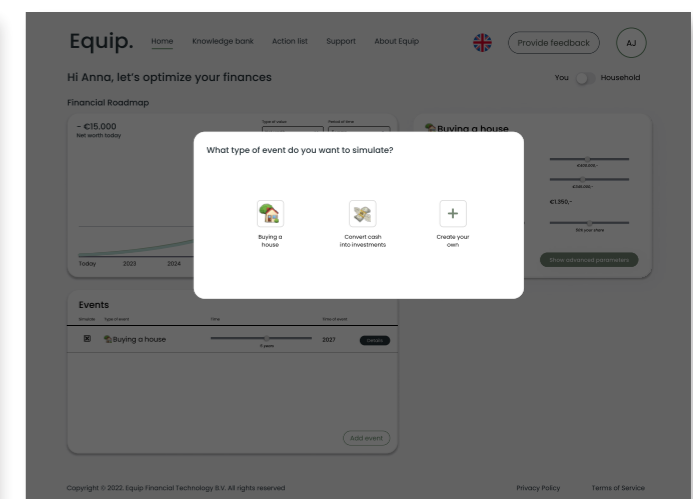 Equip.
Home
Knowledge bank
Action list
Support
About Equip
Provide feedback
AJ
Hi Anna, let's optimize your finances
You
Household
Financial Roadmap
- €15.000
Net worth today
Type of value
Period of time
Buying a house
What type of event do you want to simulate?
Buying a
house
Convert cash
into investments
Create your
own
€1.350,-
Show advanced parameters
Today
2023
2024
Events
Simulate
Type of event
Time
Time of event
Buying a house
5 years
2027
Details
Add event
Copyright © 2022, Equip Financial Technology B.V. All rights reserved
Privacy Policy
Terms of Service